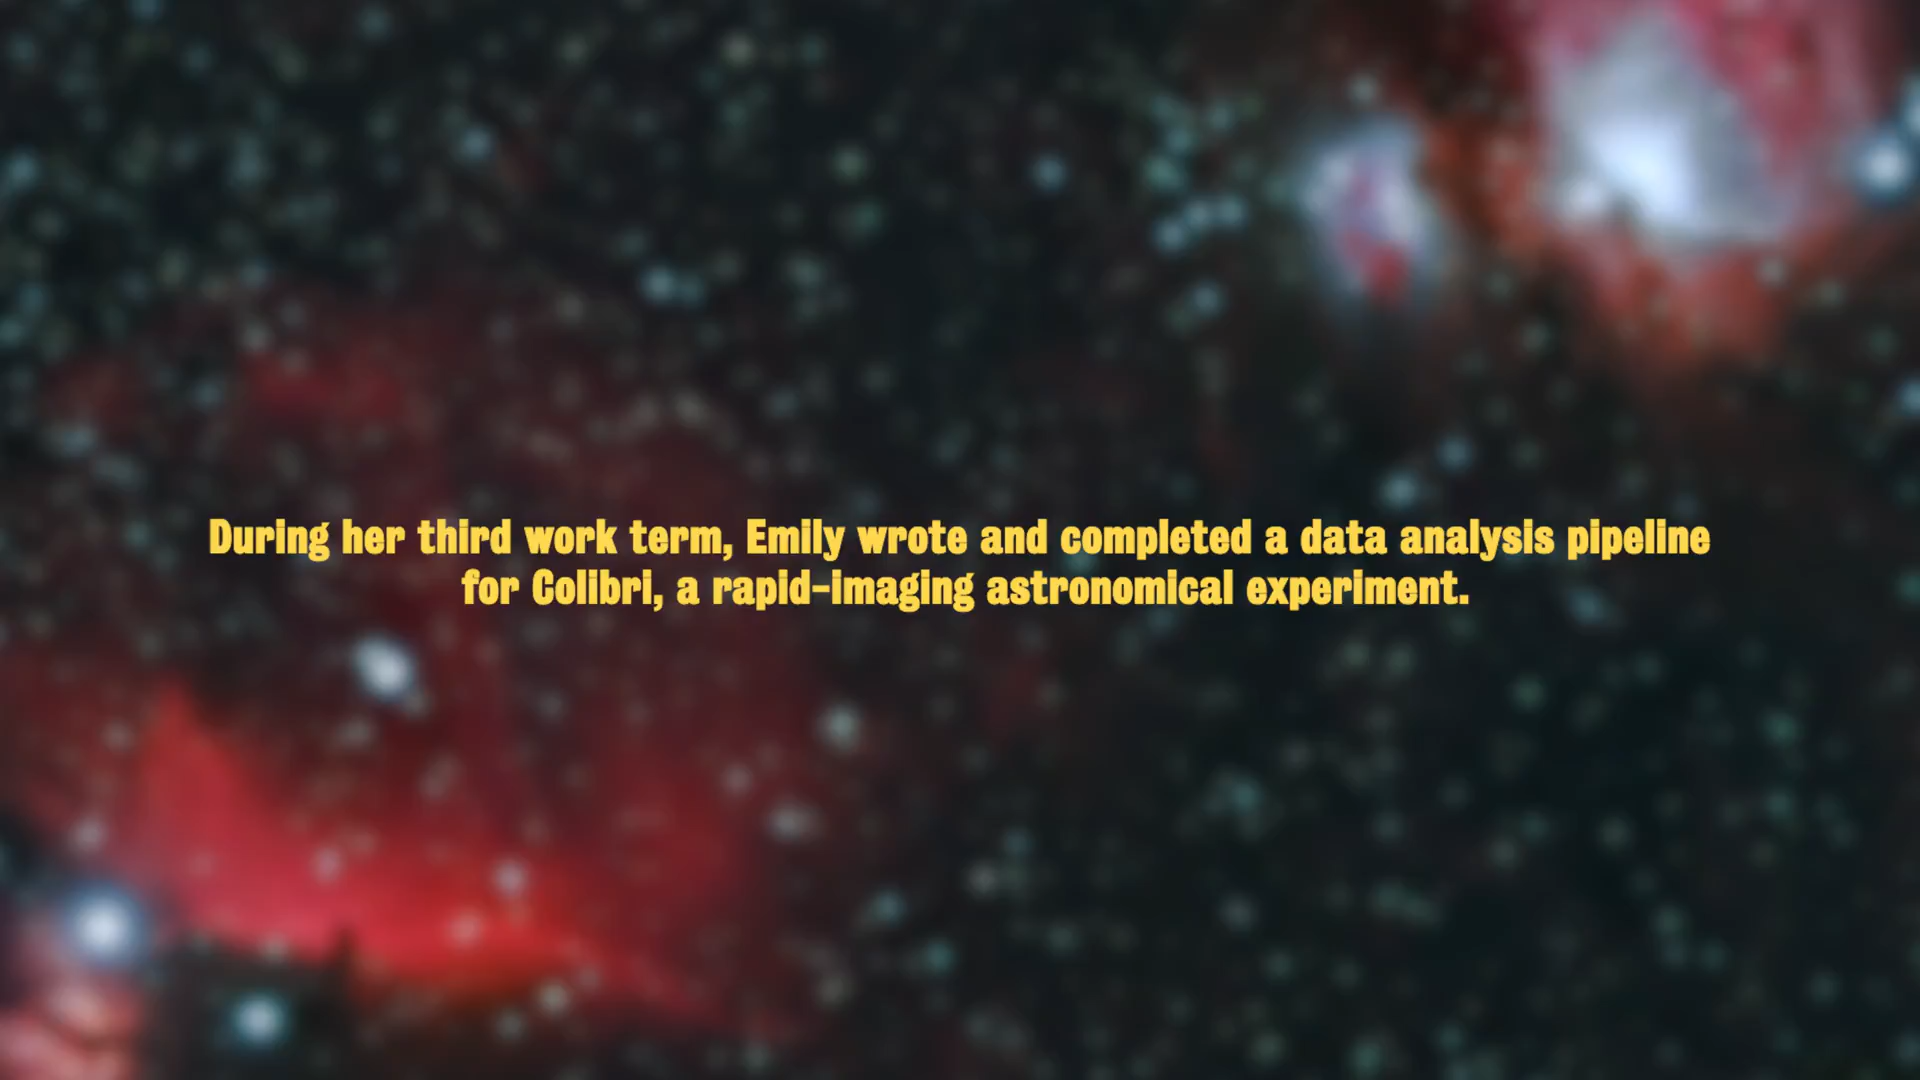 During her third work term, Emily wrote and completed a data analysis pipeline
for Colibri, a rapid-imaging astronomical experiment.